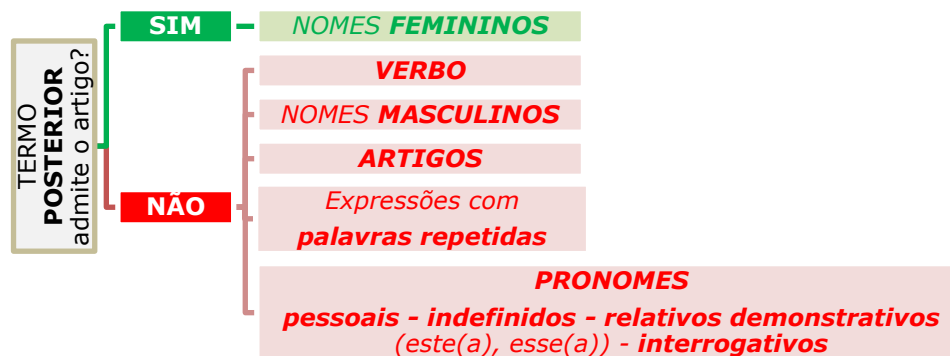 TERMO
POSTERIOR
admite o artigo?
SIM
NOMES FEMININOS
NÃO
VERBO
NOMES MASCULINOS
ARTIGOS
Expressões com
palavras repetidas
PRONOMES
pessoais – indefinidos – relativos demonstrativos
(este(a), esse(a)) - interrogativos